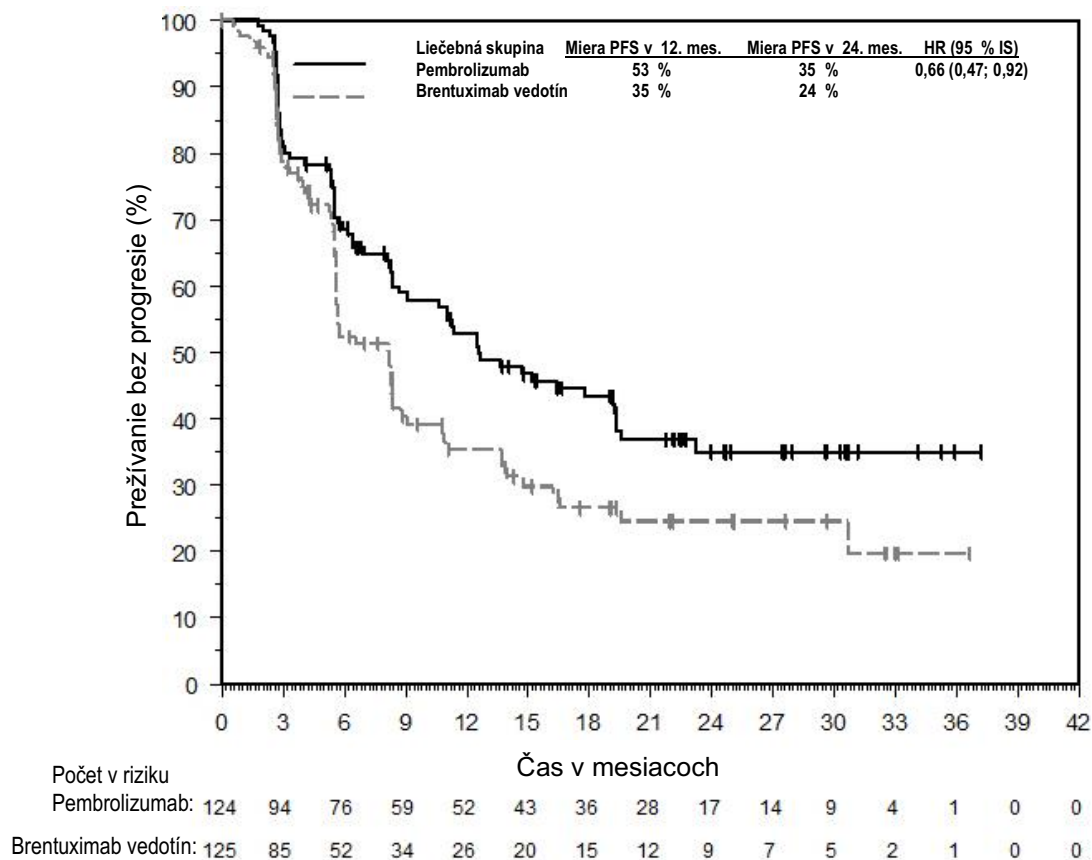 Liečebná skupina Miera PFS v 12. mes. Miera PFS v 24. mes. HR (95 % IS)
Pembrolizumab 53 % 35 % 0,66 (0,47; 0,92)
Brentuximab vedotín 35 % 24 %
Prežívanie bez progresie (%)
100
90
80
70
60
50
40
30
20
10
0
0 3 6 9 12 15 18 21 24 27 30 33 36 39 42
Čas v mesiacoch
Počet v riziku
Pembrolizumab: 124 94 76 59 52 43 36 28 17 14 9 4 1 0 0
Brentuximab vedotín: 125 85 52 34 26 20 15 12 9 7 5 2 1 0 0